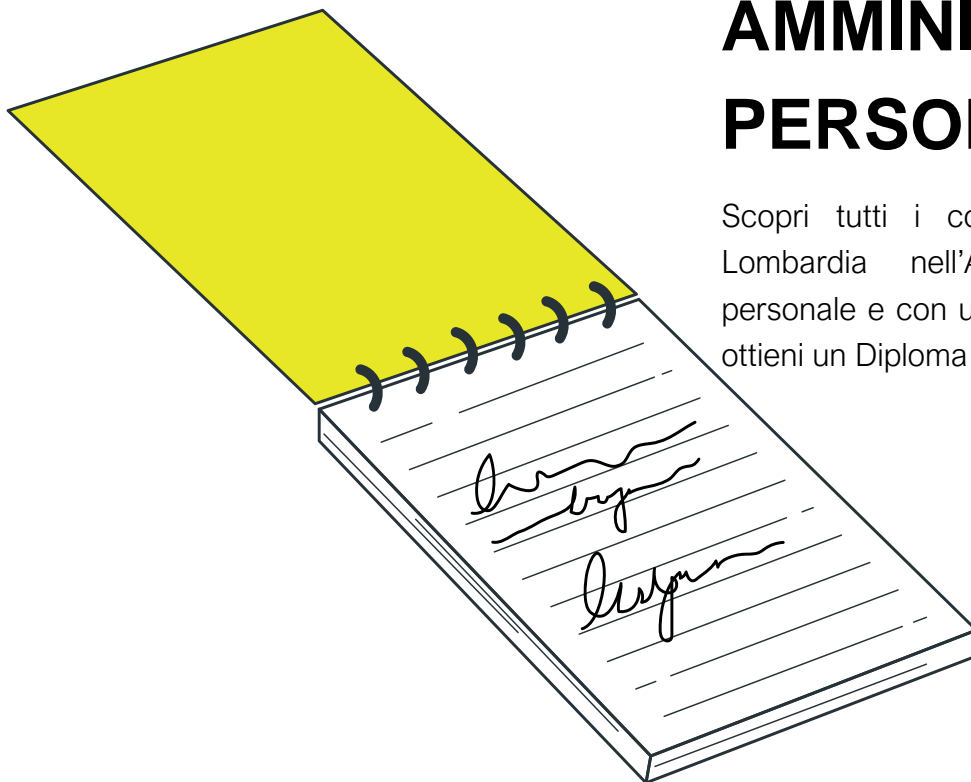 AMMINI
PERSO
Scopri tutti i co
Lombardia nell'A
personale e con u
ottieni un Diploma